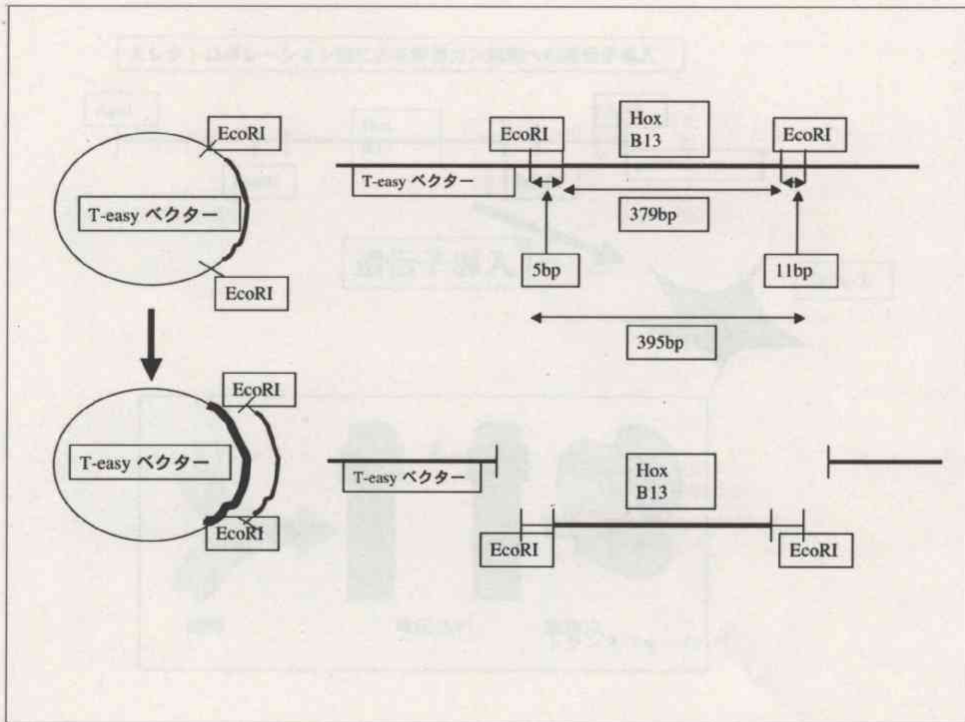 EcoRI
T-easy ベクター
EcoRI
EcoRI
Hox
B13
EcoRI
T-easy ベクター
379bp
5bp
11bp
395bp
EcoRI
T-easy ベクター
EcoRI
T-easy ベクター
Hox
B13
EcoRI
EcoRI